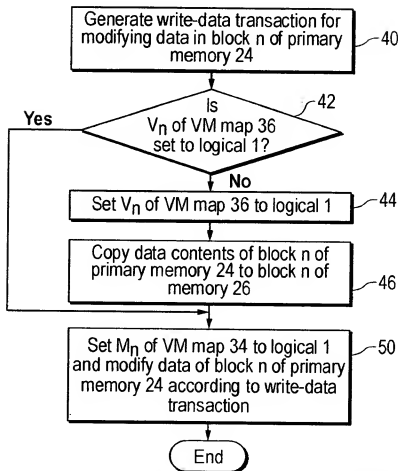 Generate write-data transaction for
modifying data in block n of primary
memory 24
40
Is
Vn of VM map 36
set to logical 1?
42
Yes
No
Set Vn of VM map 36 to logical 1
44
Copy data contents of block n of
primary memory 24 to block n of
memory 26
46
Set Mn of VM map 34 to logical 1
and modify data of block n of primary
memory 24 according to write-data
transaction
50
End